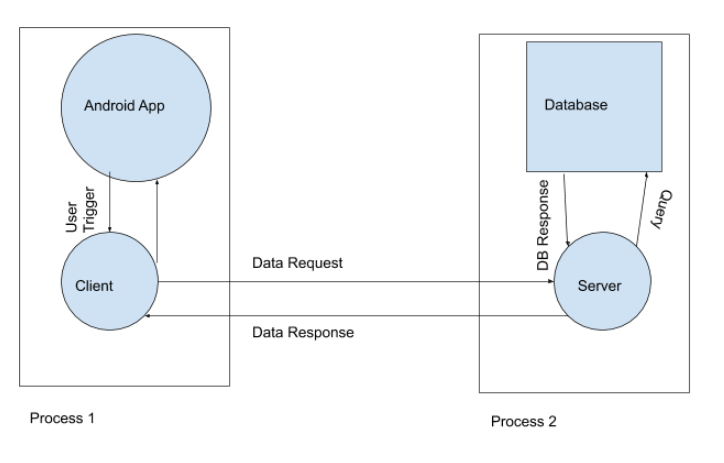 Android App
User
Trigger
Client
Data Request
Data Response
Database
DB Response
Query
Server
Process 1
Process 2